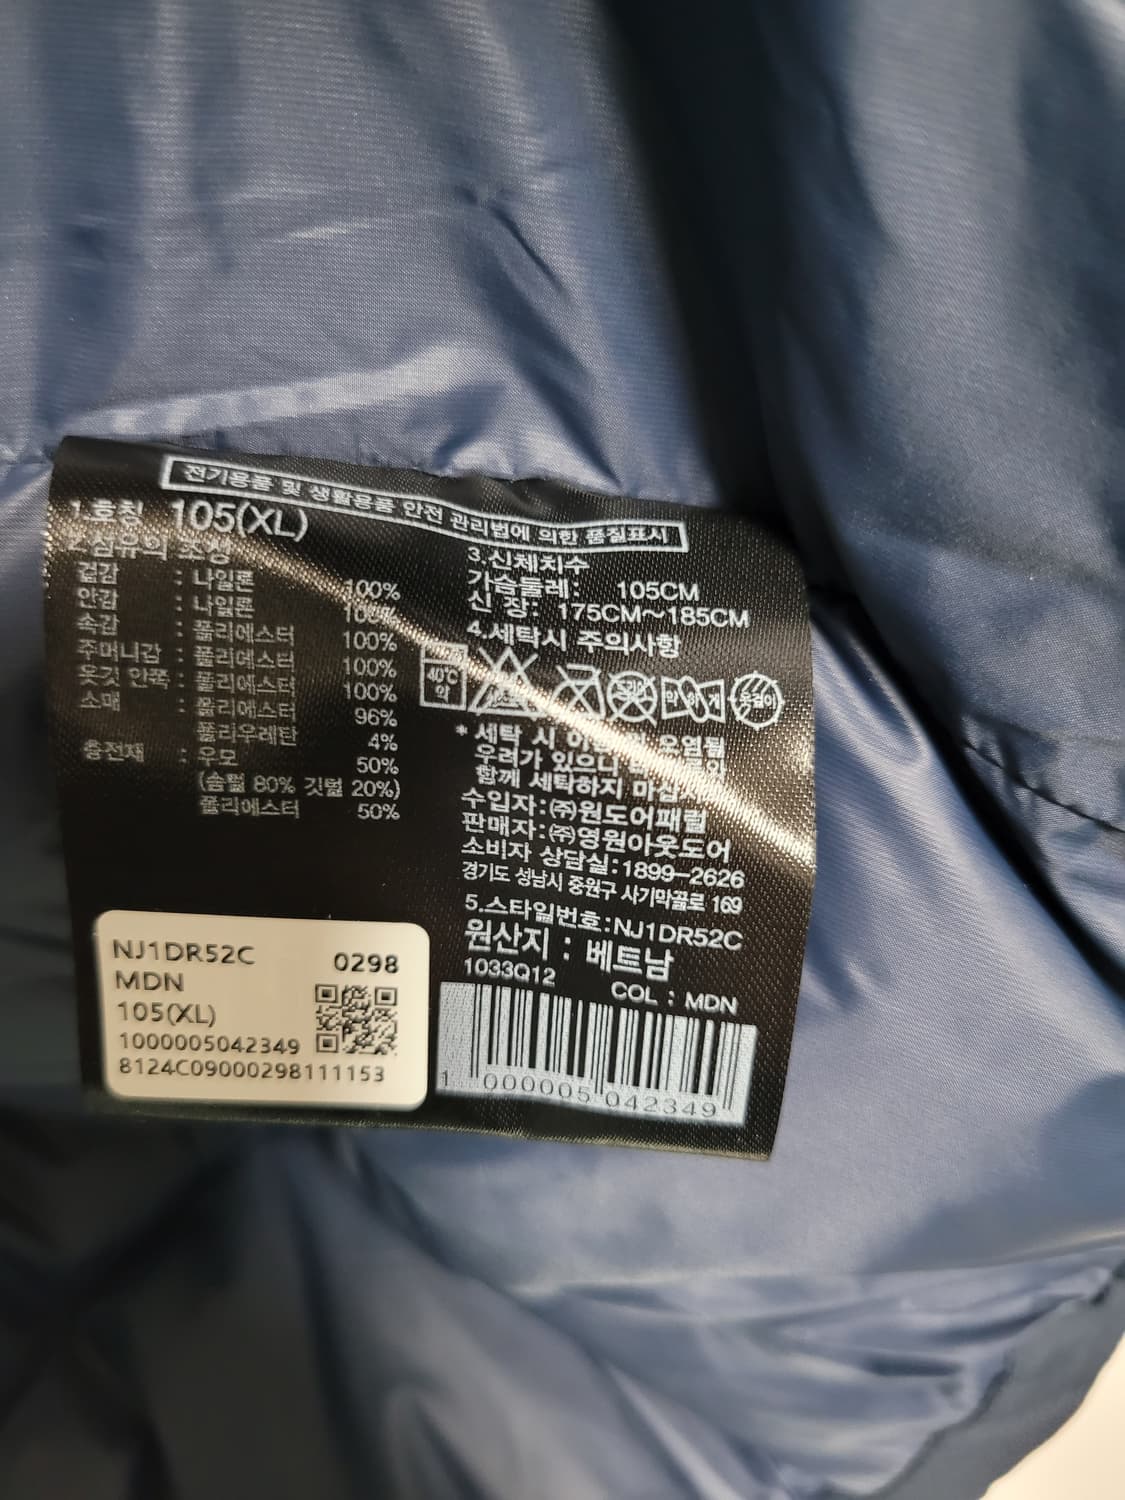 전기용품 및 생활용품 안전 관리법에 의한 품질표시
1.호칭 105(XL)
2.섬유의 조성
겉감 : 나일론 100%
안감 : 나일론 100%
속감 : 폴리에스터 100%
주머니감 : 폴리에스터 100%
옷깃 안쪽 : 폴리에스터 100%
소매 : 폴리에스터 96%
폴리우레탄 4%
충전재 : 우모 50%
(솜털 80% 깃털 20%)
폴리에스터 50%
3.신체치수
가슴둘레: 105CM
신 장: 175CM~185CM
4.세탁시 주의사항
40℃
약
* 세탁 시 오염될
우려가 있으니
함께 세탁하지 마십시오
수입자:㈜원도어패럴
판매자:㈜영원아웃도어
소비자 상담실:1899-2626
경기도 성남시 중원구 사기막골로 169
5.스타일번호:NJ1DR52C
원산지 : 베트남
1033Q12 COL : MDN
1 000005 042349
NJ1DR52C 0298
MDN
105(XL)
1000005042349
8124C09000298111153